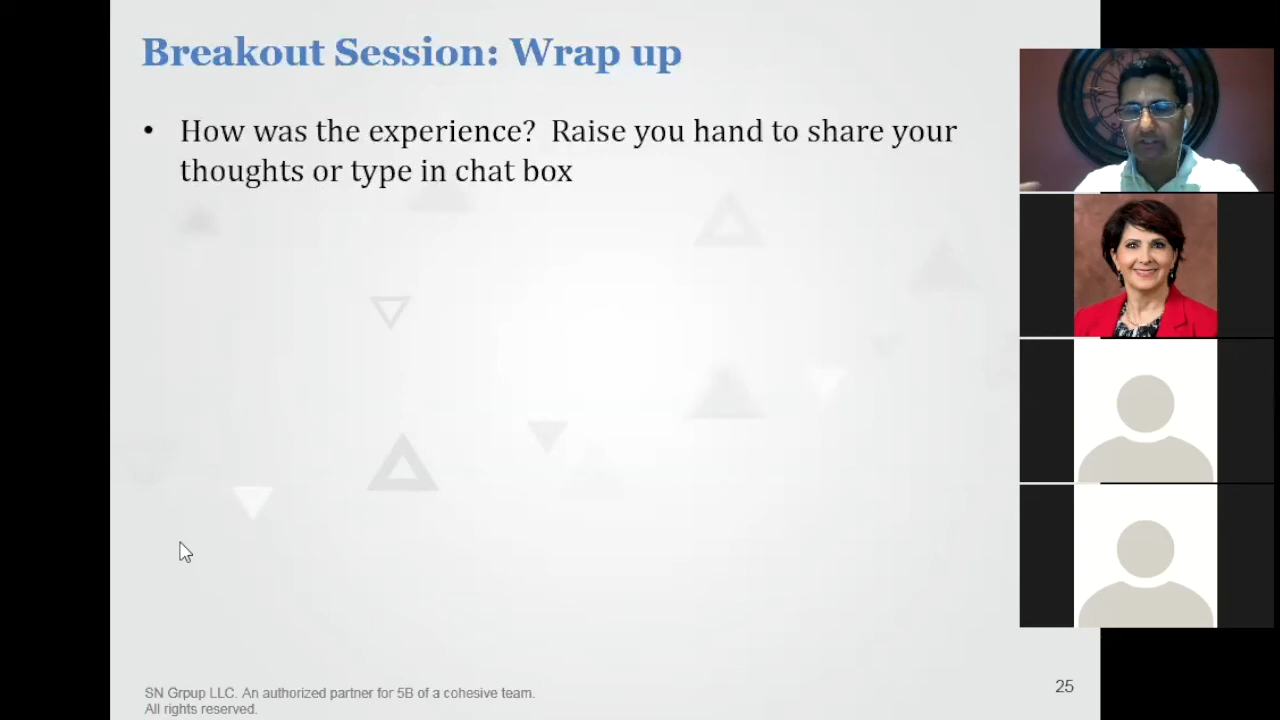 Breakout Session: Wrap up
• How was the experience?  Raise you hand to share your
thoughts or type in chat box
SN Grpup LLC. An authorized partner for 5B of a cohesive team.
All rights reserved.
25